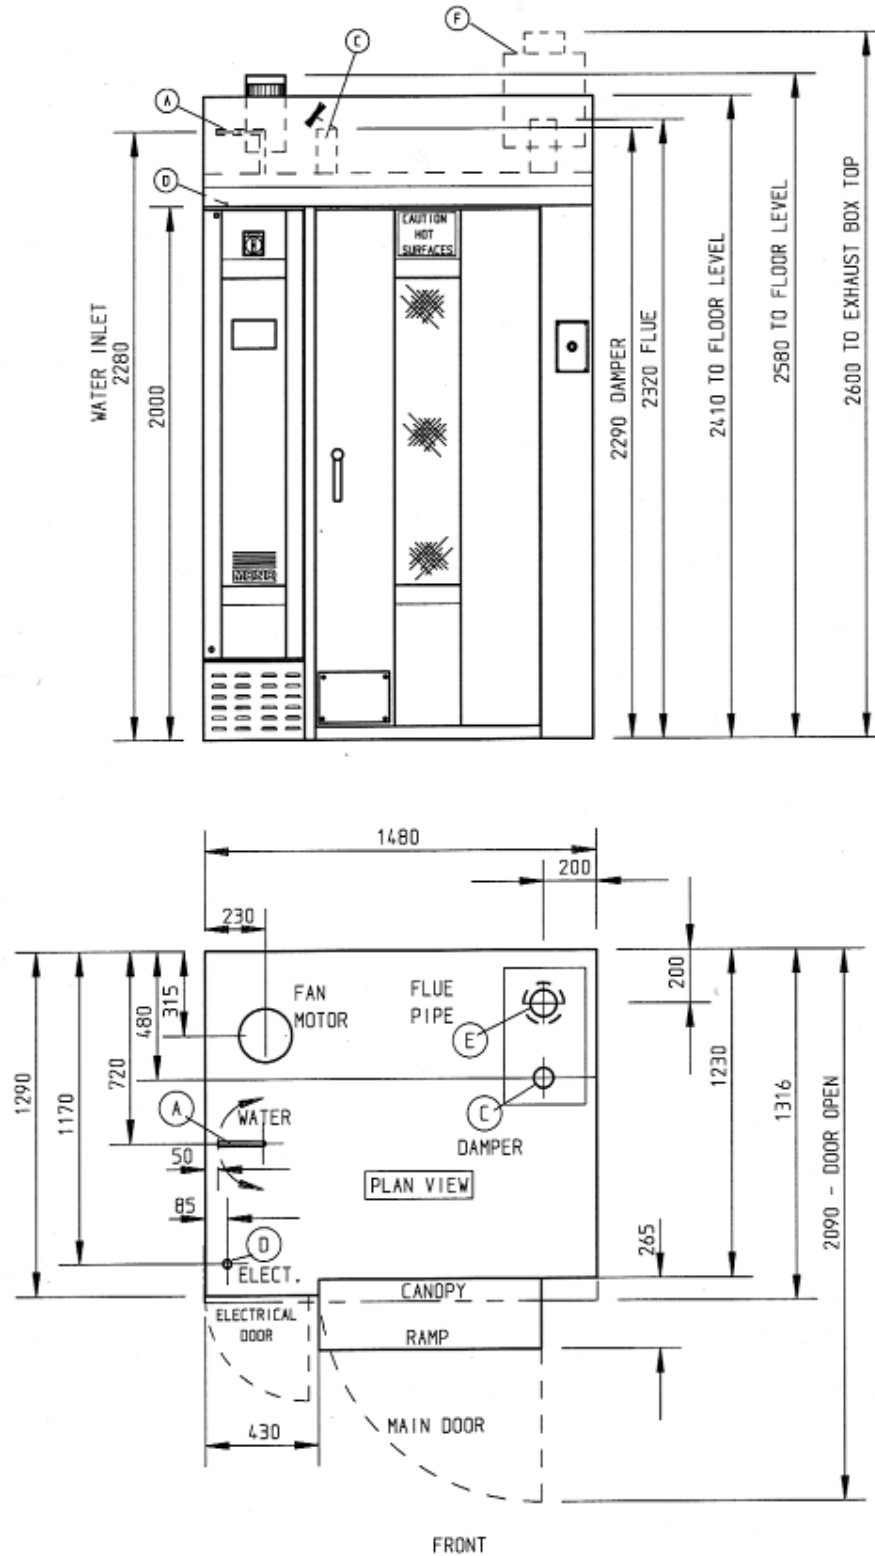 F
C
A
D
CAUTION
HOT
SURFACES
WATER INLET
2280
2000
2290 DAMPER
2320 FLUE
2410 TO FLOOR LEVEL
2580 TO FLOOR LEVEL
2600 TO EXHAUST BOX TOP
1480
200
230
FAN
MOTOR
FLUE
PIPE
E
200
315
480
720
1170
1290
A
WATER
C
DAMPER
50
PLAN VIEW
85
D
ELECT.
1230
1316
2090 - DOOR OPEN
265
CANOPY
ELECTRICAL
DOOR
RAMP
430
MAIN DOOR
FRONT